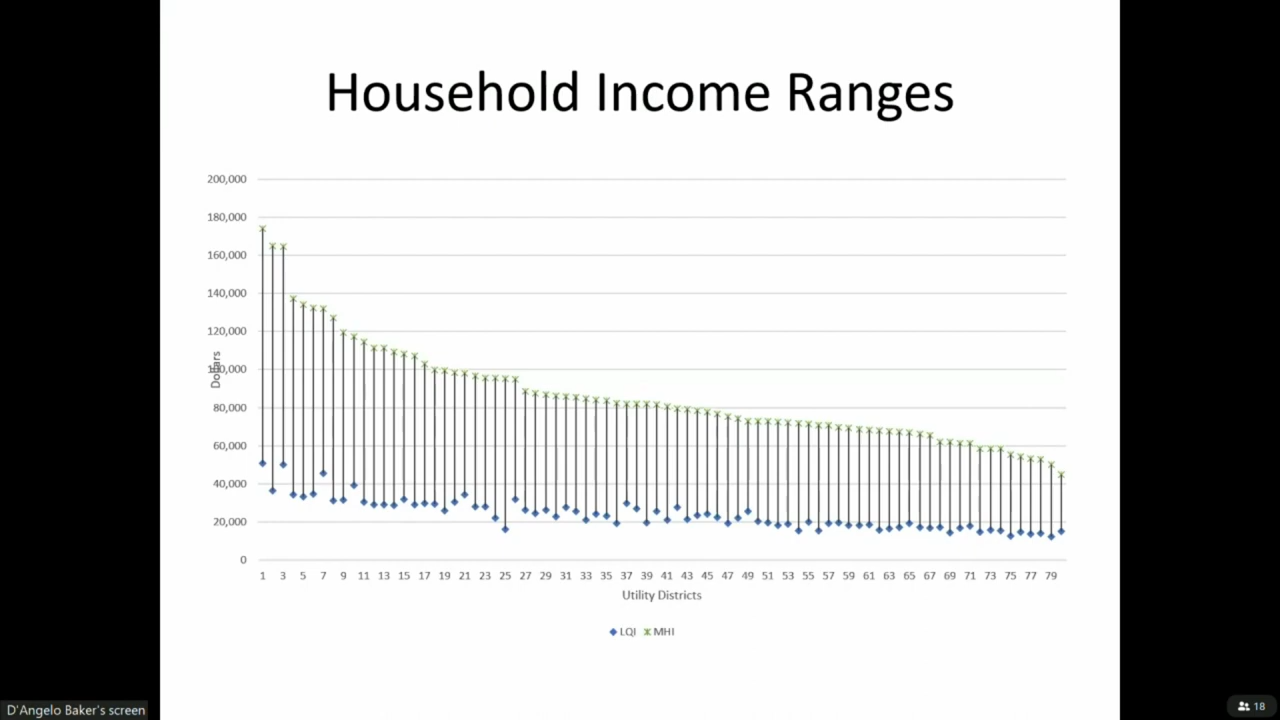 Household Income Ranges
200,000
180,000
160,000
140,000
120,000
100,000
80,000
60,000
40,000
20,000
0
Dollars
1 3 5 7 9 11 13 15 17 19 21 23 25 27 29 31 33 35 37 39 41 43 45 47 49 51 53 55 57 59 61 63 65 67 69 71 73 75 77 79
Utility Districts
LQI MHI
D'Angelo Baker's screen
18